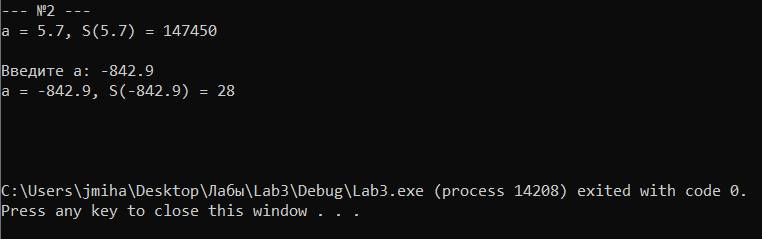 --- №2 ---
a = 5.7, S(5.7) = 147450
Введите a: -842.9
a = -842.9, S(-842.9) = 28
C:\Users\jmiha\Desktop\Лабы\Lab3\Debug\Lab3.exe (process 14208) exited with code 0.
Press any key to close this window . . .